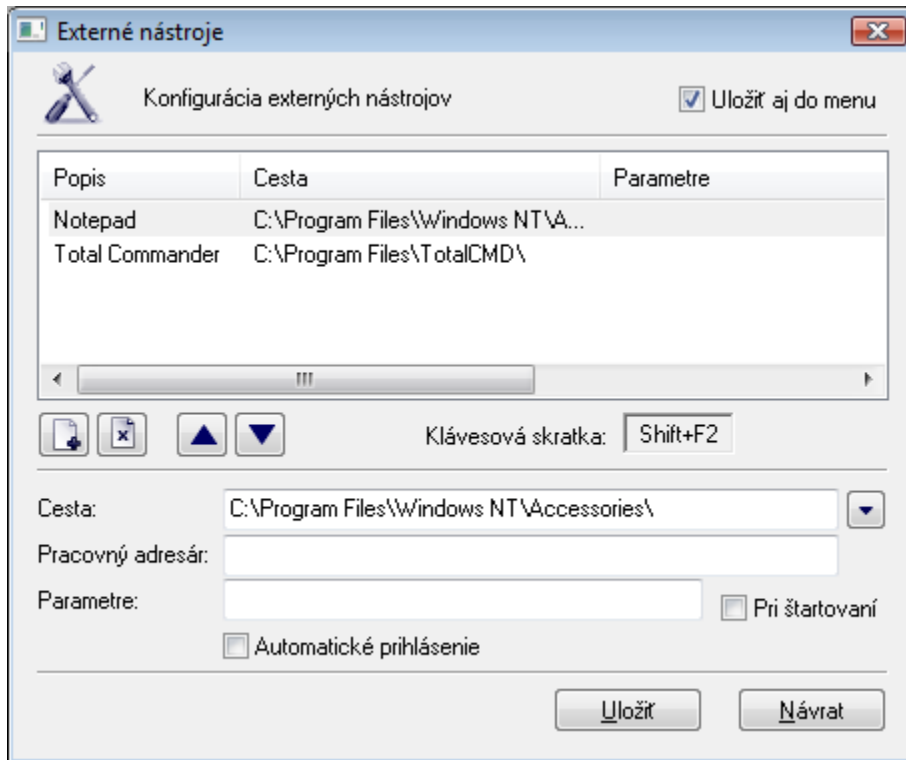 Externé nástroje
Konfigurácia externých nástrojov
Uložiť aj do menu
Popis Cesta Parametre
Notepad C:\Program Files\Windows NT\A...
Total Commander C:\Program Files\TotalCMD\
Klávesová skratka: Shift+F2
Cesta: C:\Program Files\Windows NT\Accessories\
Pracovný adresár:
Parametre:
Pri štartovaní
Automatické prihlásenie
Uložiť Návrat